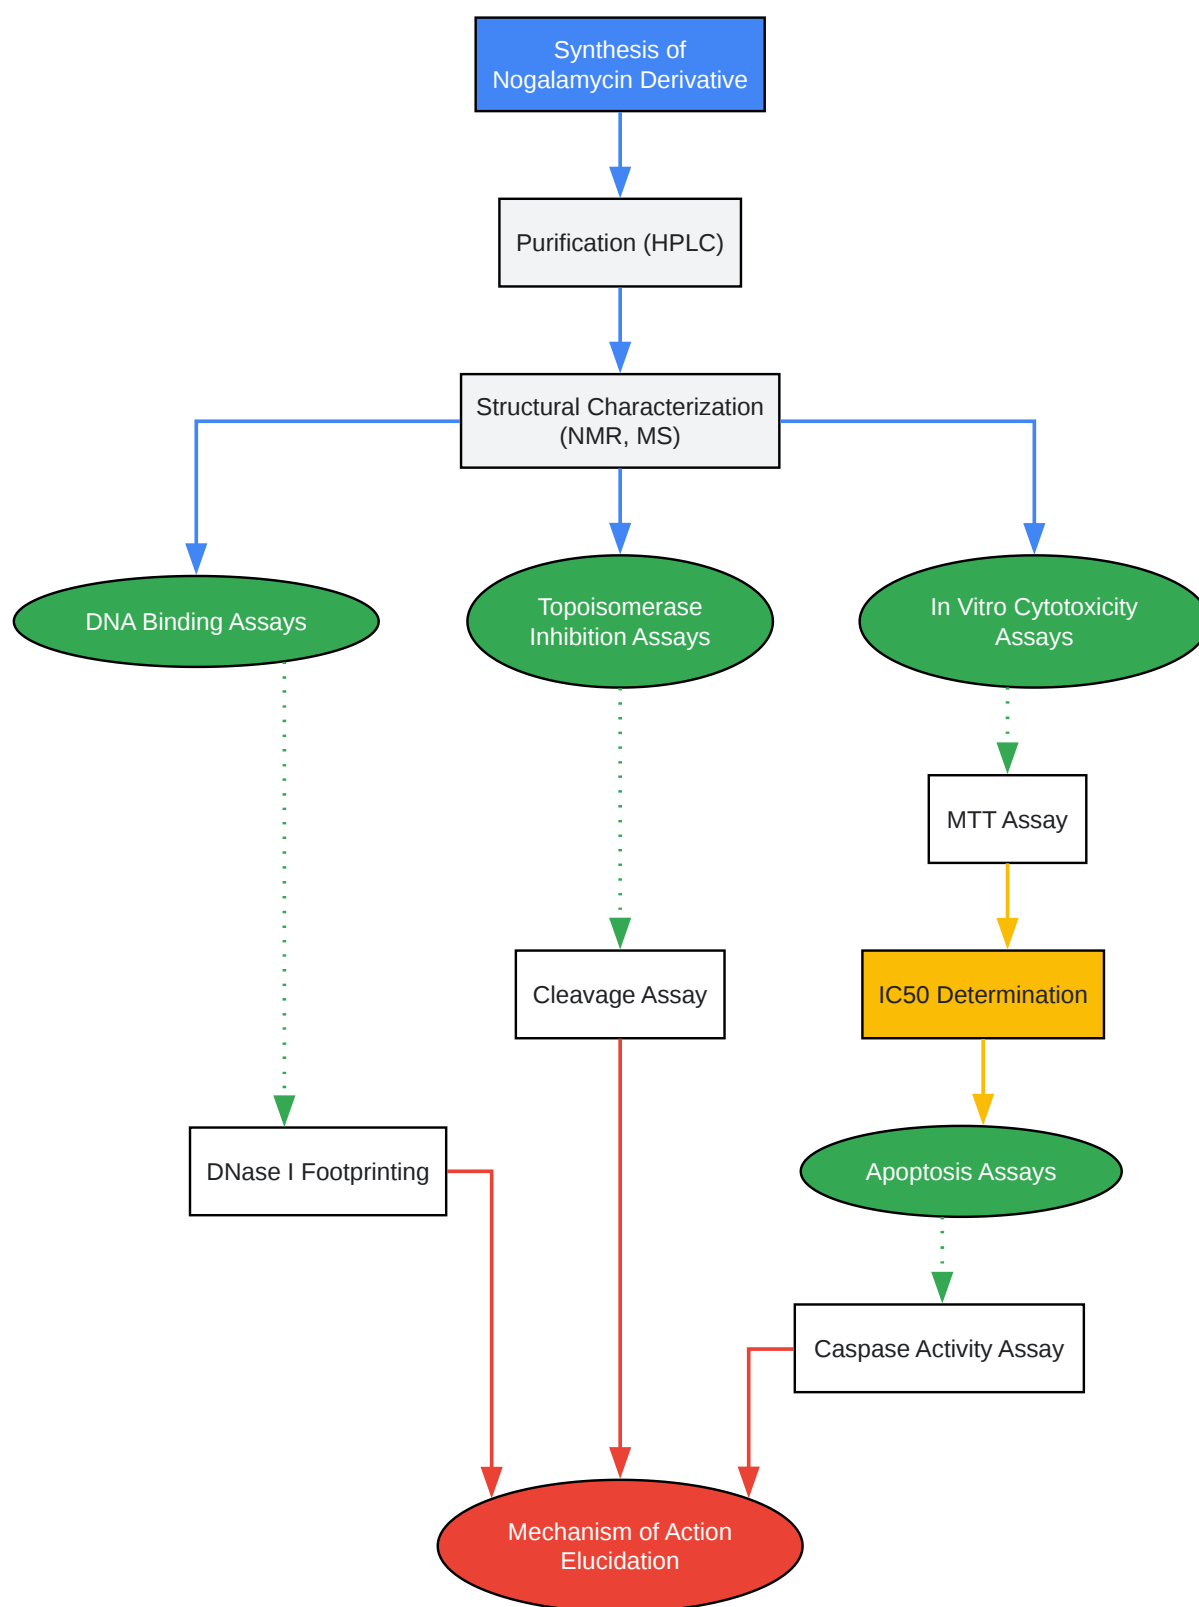 Synthesis of
Nogalamycin Derivative
Purification (HPLC)
Structural Characterization
(NMR, MS)
DNA Binding Assays
Topoisomerase
Inhibition Assays
In Vitro Cytotoxicity
Assays
MTT Assay
Cleavage Assay
IC50 Determination
DNase I Footprinting
Apoptosis Assays
Caspase Activity Assay
Mechanism of Action
Elucidation